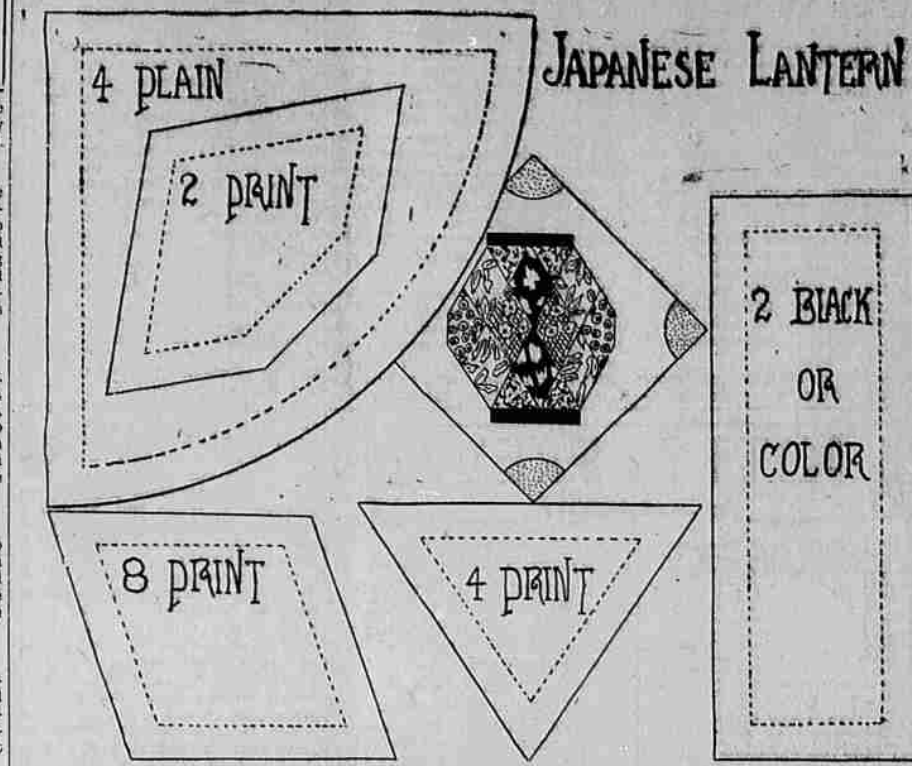 JAPANESE LANTERN
4 PLAIN
2 PRINT
2 BLACK
OR
COLOR
8 PRINT
4 PRINT